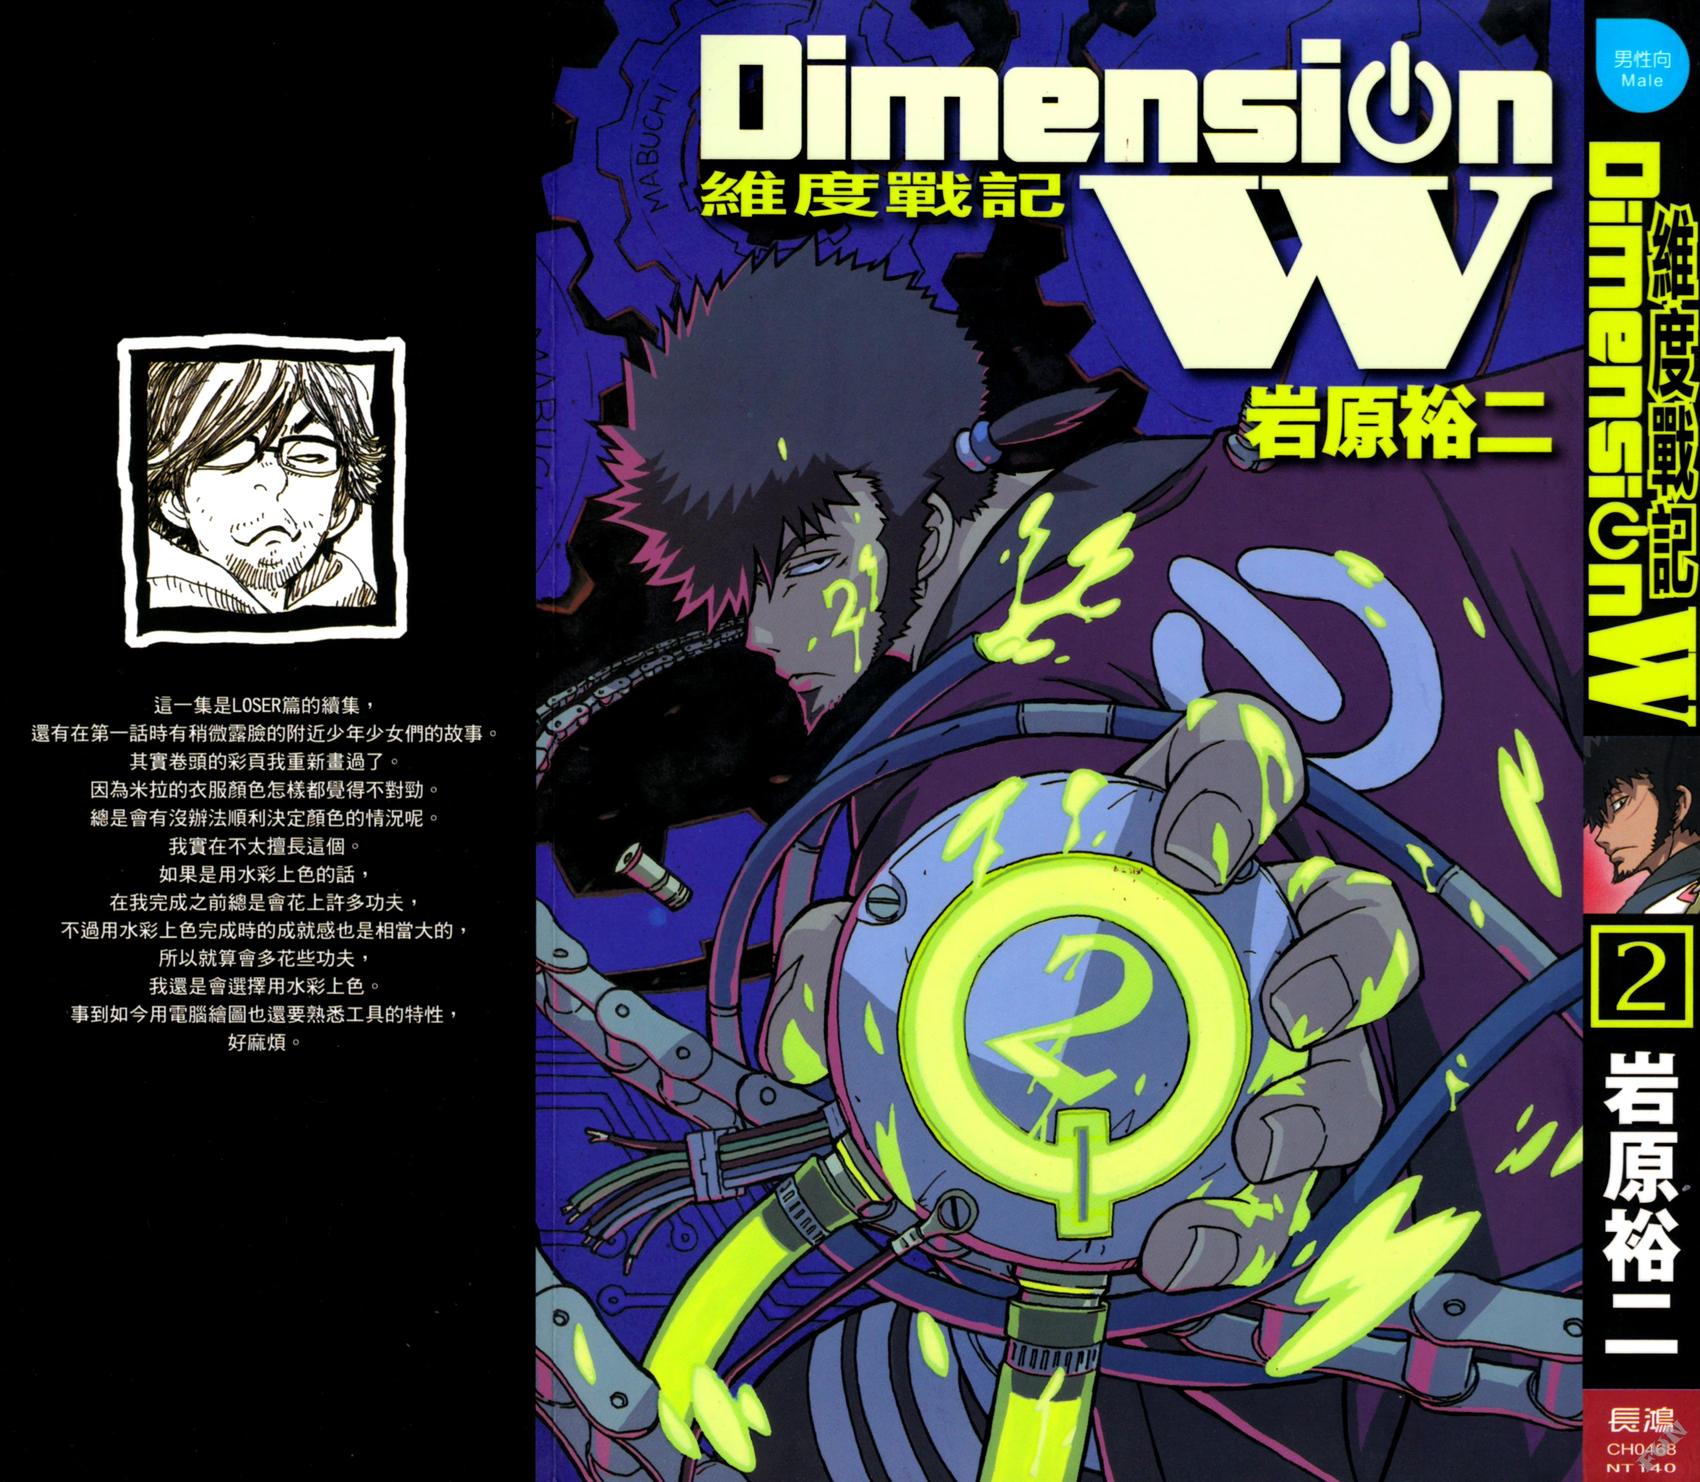 這一集是LOSER篇的續集，
還有在第一話時有稍微露臉的附近少年少女們的故事。
其實卷頭的彩頁我重新畫過了。
因為米拉的衣服顏色怎樣都覺得不對勁。
總是會有沒辦法順利決定顏色的情況呢。
我實在不太擅長這個。
如果是用水彩上色的話，
在我完成之前總是會花上許多功夫，
不過用水彩上色完成時的成就感也是相當大的，
所以就算會多花些功夫，
我還是會選擇用水彩上色。
事到如今用電腦繪圖也還要熟悉工具的特性，
好麻煩。
MABUCHI
Dimension
維度戰記
W
岩原裕二
2
2
男性向
Male
Dimension W
維度戰記
2
岩原裕二
長鴻
CH0468
NT140